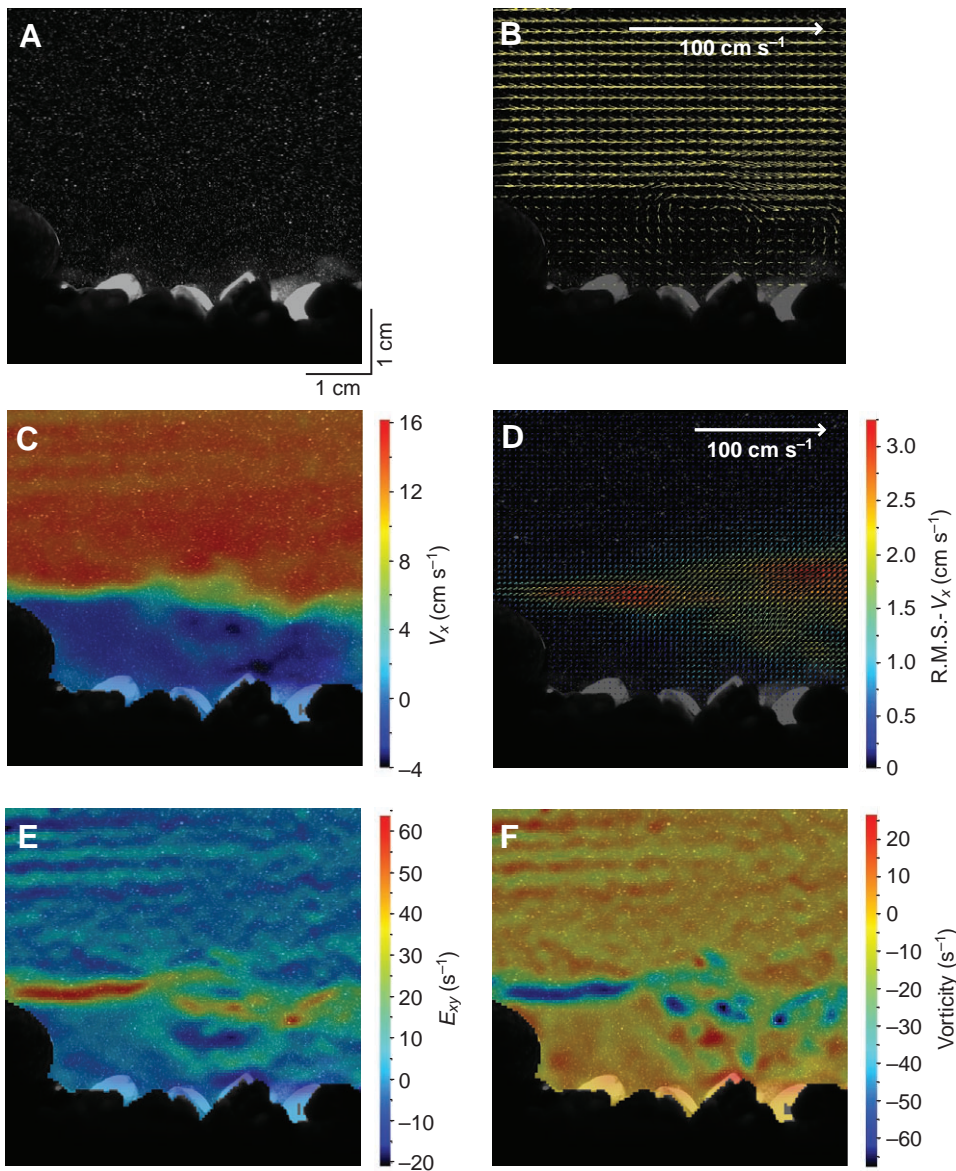 A
B
100 cm s–1
1 cm
1 cm
C
16
12
8
4
0
–4
Vx (cm s–1)
D
100 cm s–1
3.0
2.5
2.0
1.5
1.0
0.5
0
R.M.S.- Vx (cm s–1)
E
60
50
40
30
20
10
0
–10
–20
Exy (s–1)
F
20
10
0
–10
–20
–30
–40
–50
–60
Vorticity (s–1)